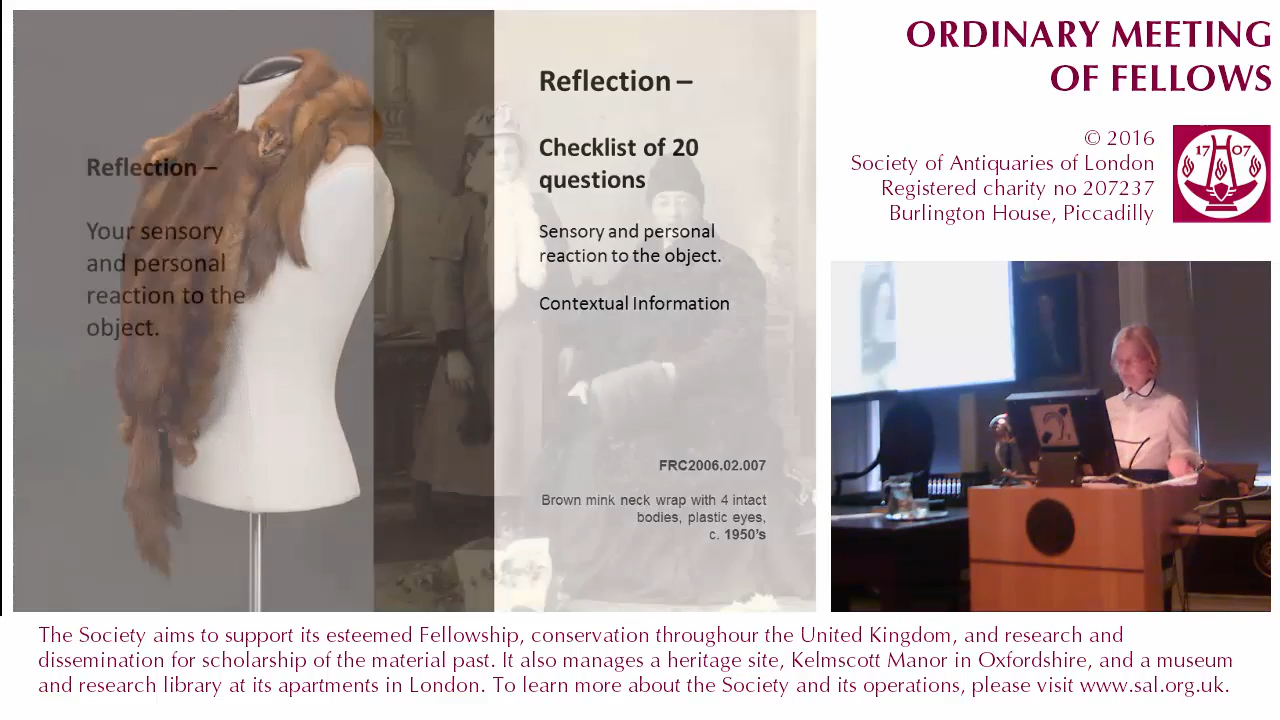 Reflection –
Your sensory
and personal
reaction to the
object.
Reflection –
Checklist of 20
questions
Sensory and personal
reaction to the object.
Contextual Information
FRC2006.02.007
Brown mink neck wrap with 4 intact
bodies, plastic eyes,
c. 1950's
ORDINARY MEETING
OF FELLOWS
© 2016
Society of Antiquaries of London
Registered charity no 207237
Burlington House, Piccadilly
17 07
The Society aims to support its esteemed Fellowship, conservation throughour the United Kingdom, and research and
dissemination for scholarship of the material past. It also manages a heritage site, Kelmscott Manor in Oxfordshire, and a museum
and research library at its apartments in London. To learn more about the Society and its operations, please visit www.sal.org.uk.